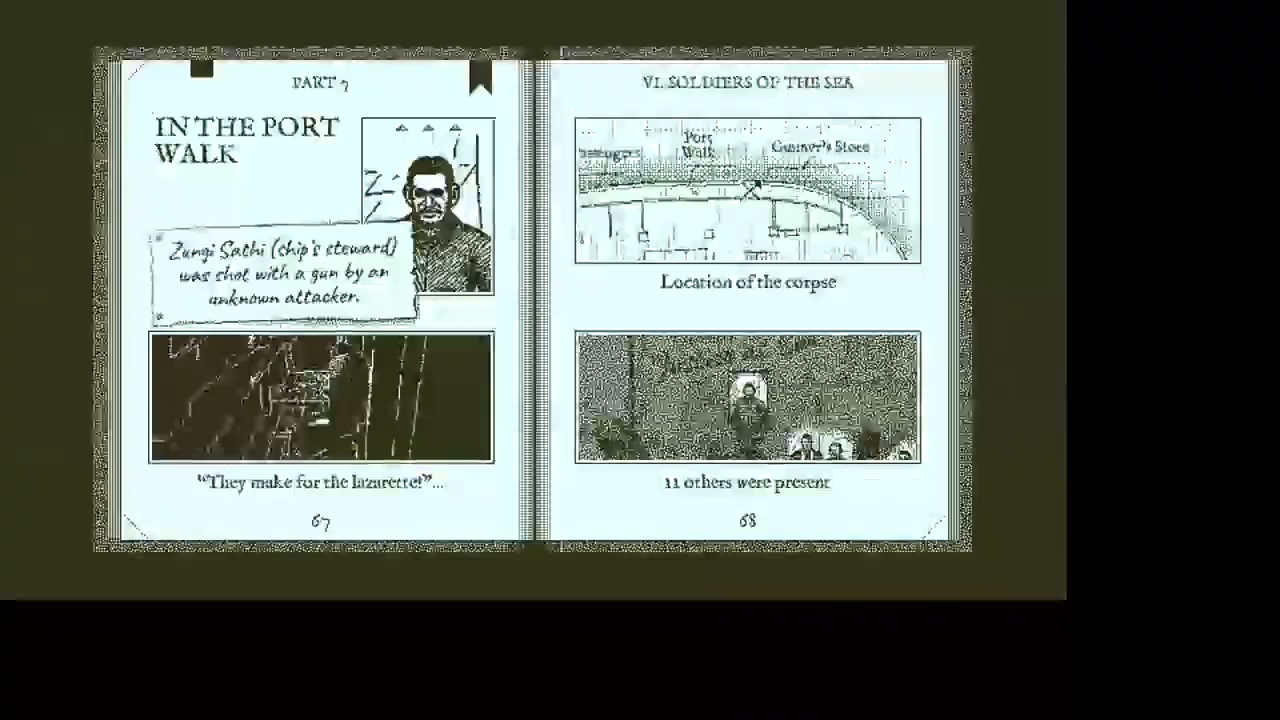 PART 7
IN THE PORT
WALK
Zungi Sathi (ship's steward)
was shot with a gun by an
unknown attacker.
"They make for the lazarette!"...
67
VI. SOLDIERS OF THE SEA
Port
Walk
Gunner's Store
Location of the corpse
11 others were present
68